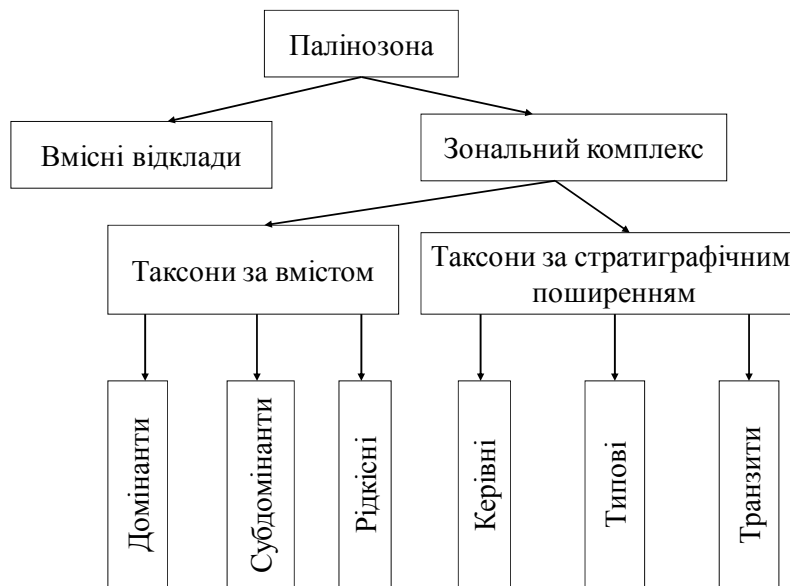 Палінозона
Вмісні відклади
Зональний комплекс
Таксони за вмістом
Таксони за стратиграфічним
поширенням
Домінанти
Субдомінанти
Рідкісні
Керівні
Типові
Транзити